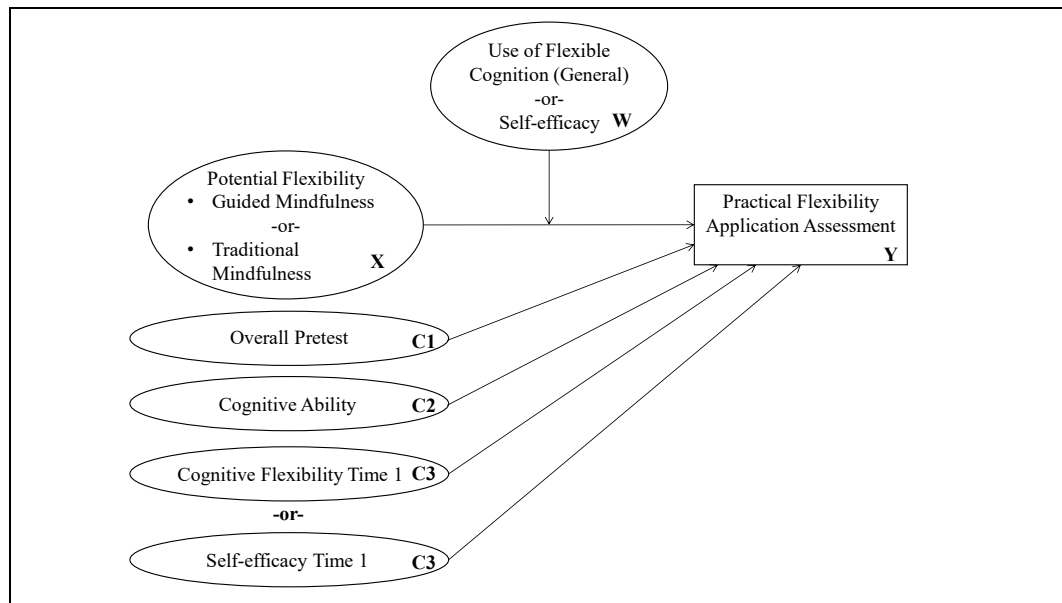 Use of Flexible
Cognition (General)
-or-
Self-efficacy W
Potential Flexibility
• Guided Mindfulness
-or-
• Traditional
Mindfulness X
Practical Flexibility
Application Assessment
Y
Overall Pretest C1
Cognitive Ability C2
Cognitive Flexibility Time 1 C3
-or-
Self-efficacy Time 1 C3